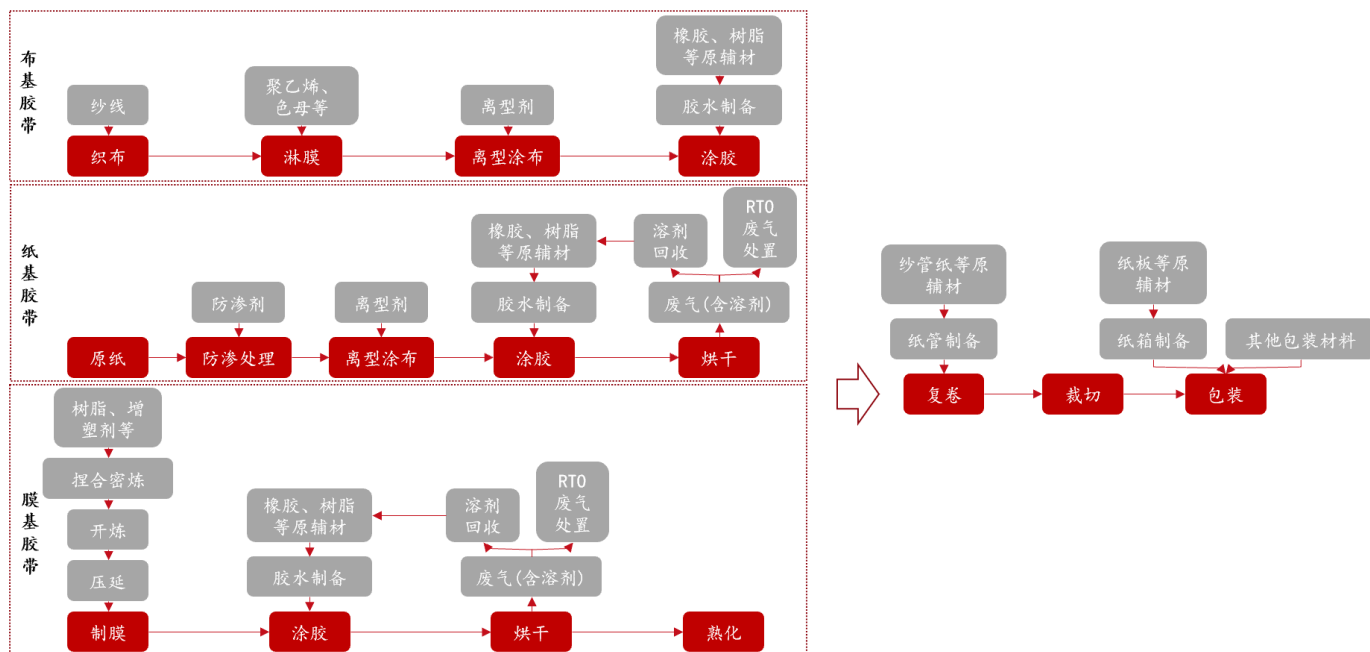 布基胶带
橡胶、树脂
等原辅材
纱线
聚乙烯、
色母等
离型剂
胶水制备
织布
淋膜
离型涂布
涂胶
纸基胶带
橡胶、树脂
等原辅材
溶剂
回收
RTO
废气
处置
防渗剂
离型剂
胶水制备
废气(含溶剂)
原纸
防渗处理
离型涂布
涂胶
烘干
膜基胶带
树脂、增
塑剂等
捏合密炼
开炼
压延
橡胶、树脂
等原辅材
溶剂
回收
RTO
废气
处置
胶水制备
废气(含溶剂)
制膜
涂胶
烘干
熟化
纱管纸等原
辅材
纸板等原
辅材
纸管制备
纸箱制备
其他包装材料
复卷
裁切
包装